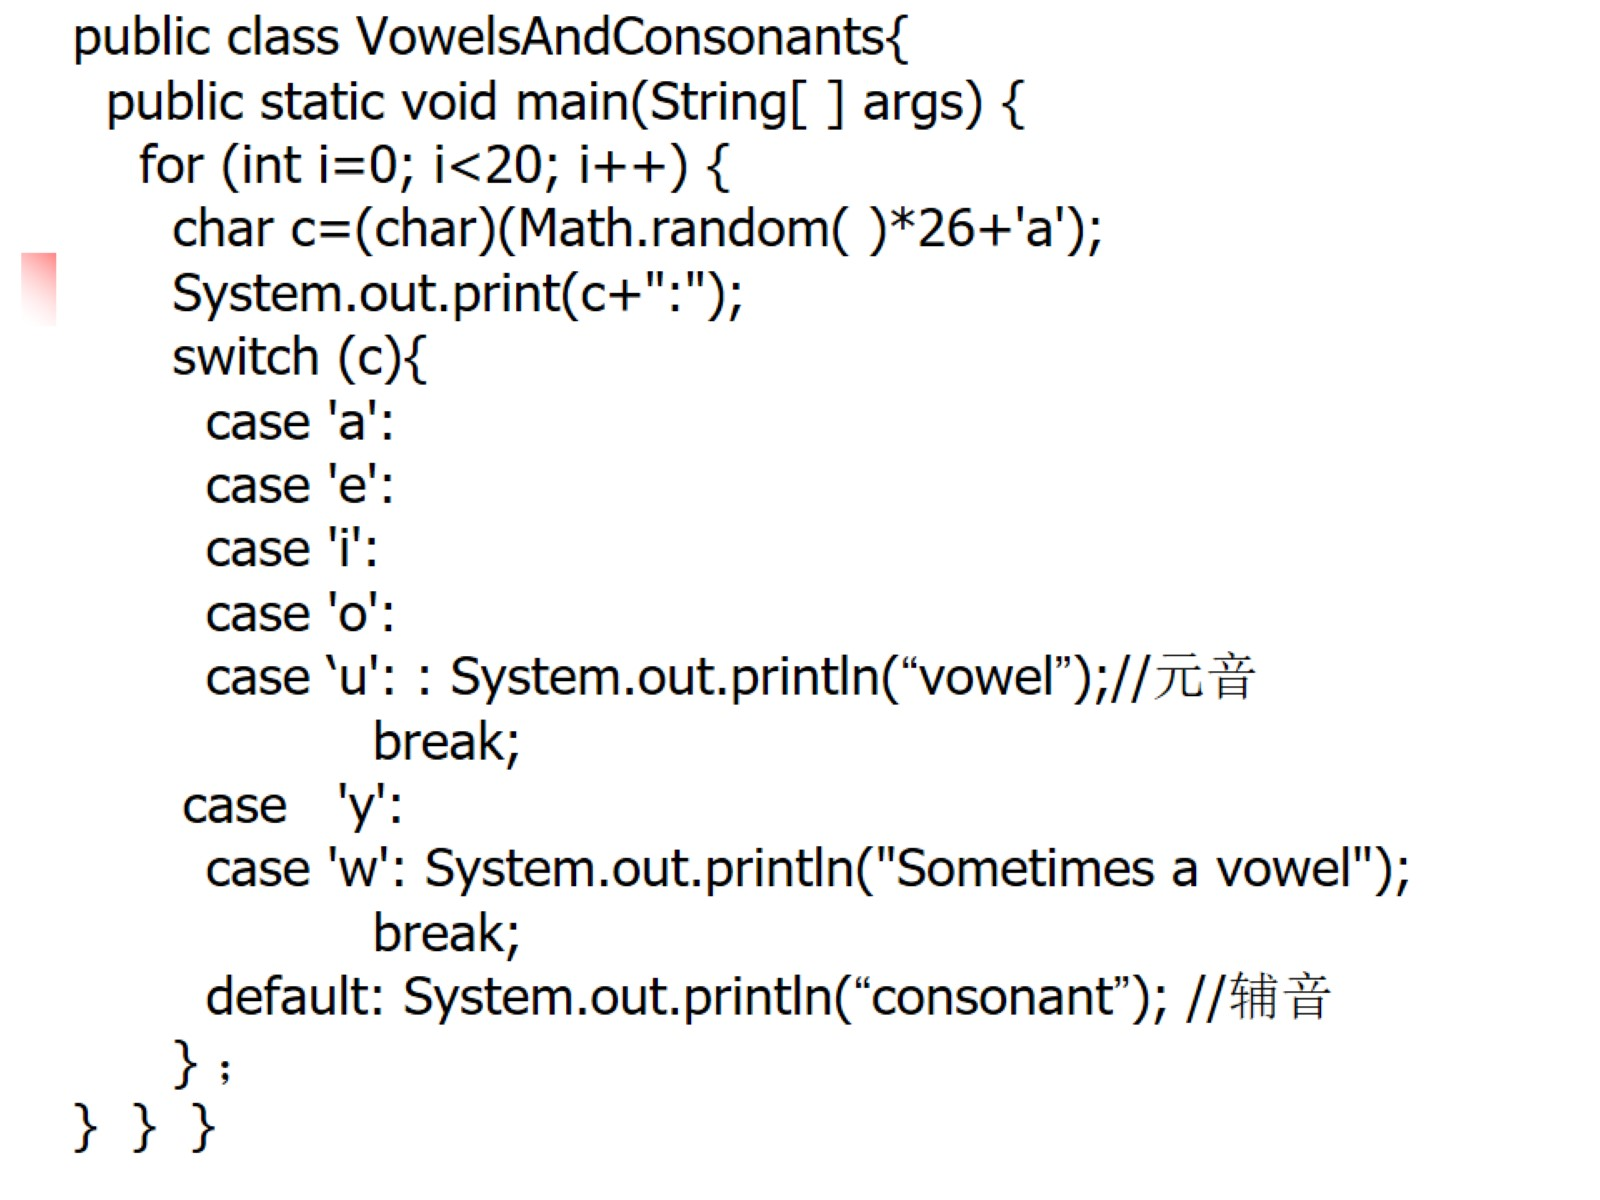 public class VowelsAndConsonants{
public static void main(String[ ] args) {
for (int i=0; i<20; i++) {
char c=(char)(Math.random( )*26+'a');
System.out.print(c+":");
switch (c){
case 'a':
case 'e':
case 'i':
case 'o':
case ‘u': : System.out.println(“vowel”);//元音
break;
case 'y':
case 'w': System.out.println("Sometimes a vowel");
break;
default: System.out.println(“consonant”); //辅音
} ;
} } }